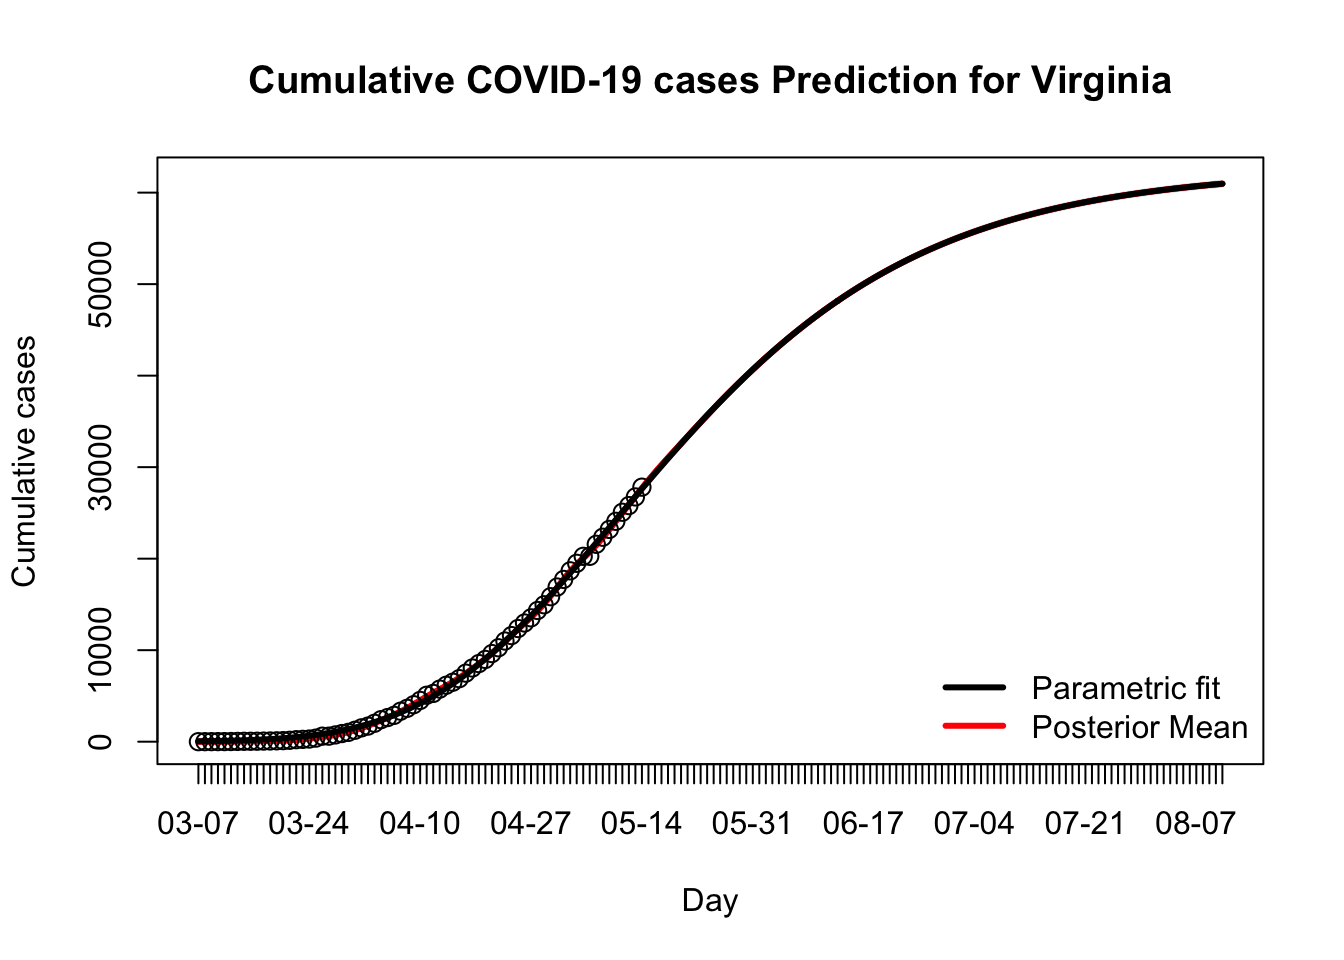 Cumulative COVID-19 cases Prediction for Virginia
Cumulative cases
50000
30000
10000
0
Parametric fit
Posterior Mean
03-07 03-24 04-10 04-27 05-14 05-31 06-17 07-04 07-21 08-07
Day